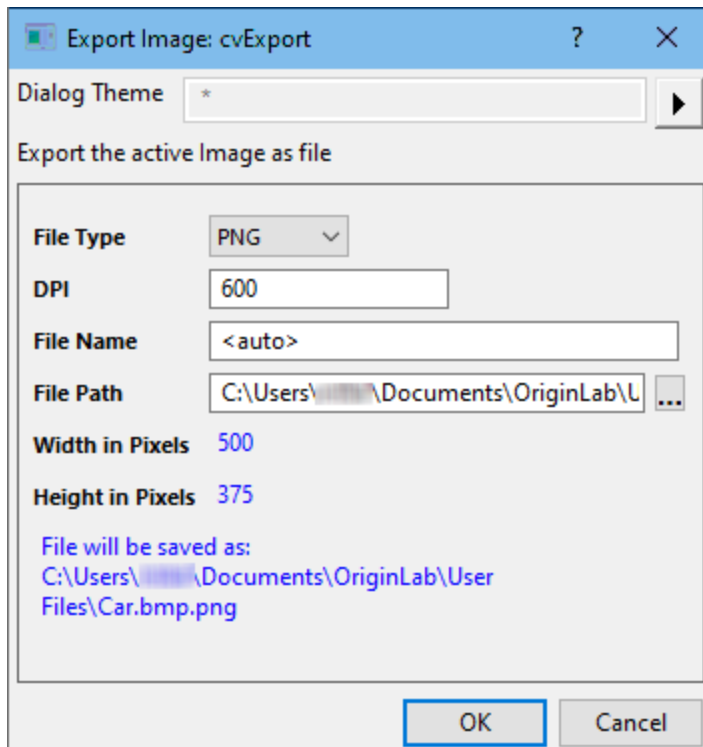 Export Image: cvExport ?
Dialog Theme *
Export the active Image as file
File Type PNG
DPI 600
File Name <auto>
File Path C:\Users\ \Documents\OriginLab\U ...
Width in Pixels 500
Height in Pixels 375
File will be saved as:
C:\Users\ \Documents\OriginLab\User
Files\Car.bmp.png
OK Cancel